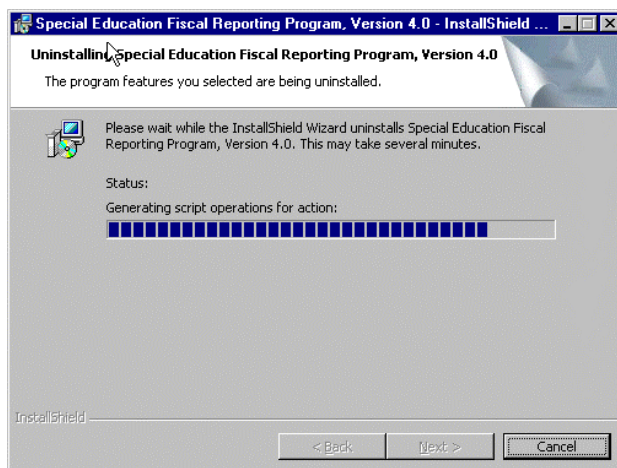 Special Education Fiscal Reporting Program, Version 4.0 - InstallShield ...
Uninstalling Special Education Fiscal Reporting Program, Version 4.0
The program features you selected are being uninstalled.
Please wait while the InstallShield Wizard uninstalls Special Education Fiscal
Reporting Program, Version 4.0. This may take several minutes.
Status:
Generating script operations for action:
InstallShield
< Back
Next >
Cancel